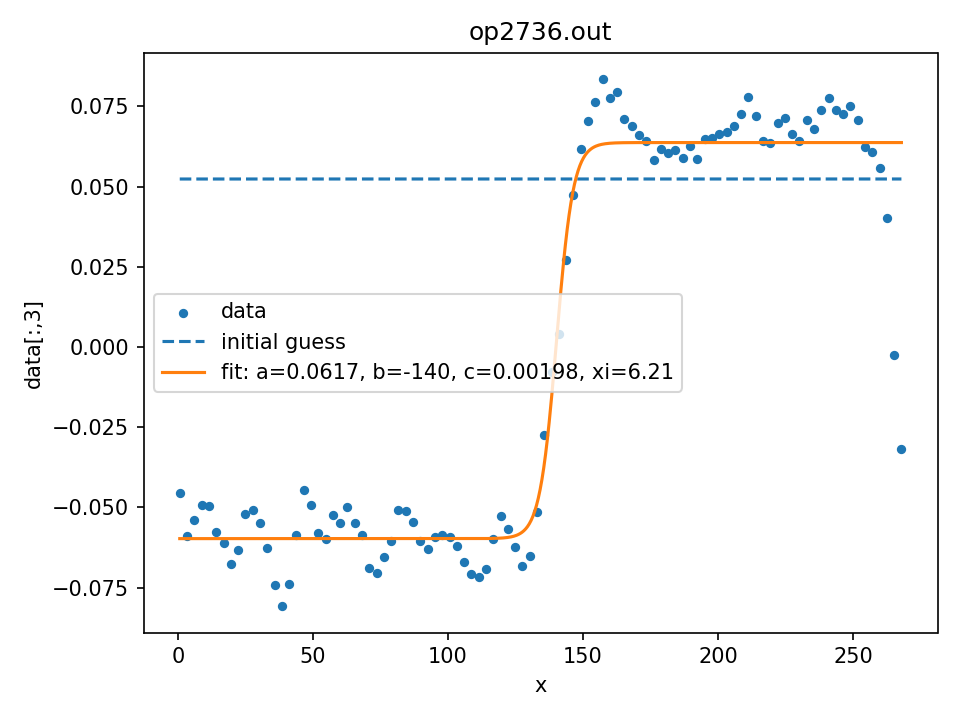 op2736.out
0.075
0.050
0.025
0.000
−0.025
−0.050
−0.075
data[:,3]
data
initial guess
fit: a=0.0617, b=-140, c=0.00198, xi=6.21
0 50 100 150 200 250
x